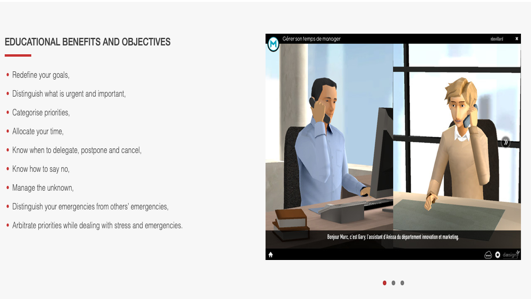 EDUCATIONAL BENEFITS AND OBJECTIVES
Redefine your goals,
Distinguish what is urgent and important,
Categorise priorities,
Allocate your time,
Know when to delegate, postpone and cancel,
Know how to say no,
Manage the unknown,
Distinguish your emergencies from others' emergencies,
Arbitrate priorities while dealing with stress and emergencies.
M
Gérer son temps de manager
Bonjour Marc, c'est Gary, l'assistant d'Anissa du département innovation et marketing.